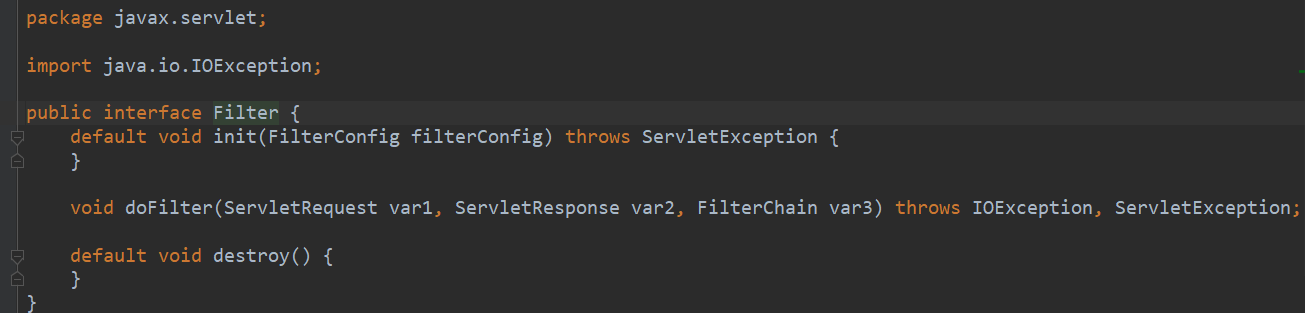 package javax.servlet;
import java.io.IOException;
public interface Filter {
default void init(FilterConfig filterConfig) throws ServletException {
}
void doFilter(ServletRequest var1, ServletResponse var2, FilterChain var3) throws IOException, ServletException;
default void destroy() {
}
}